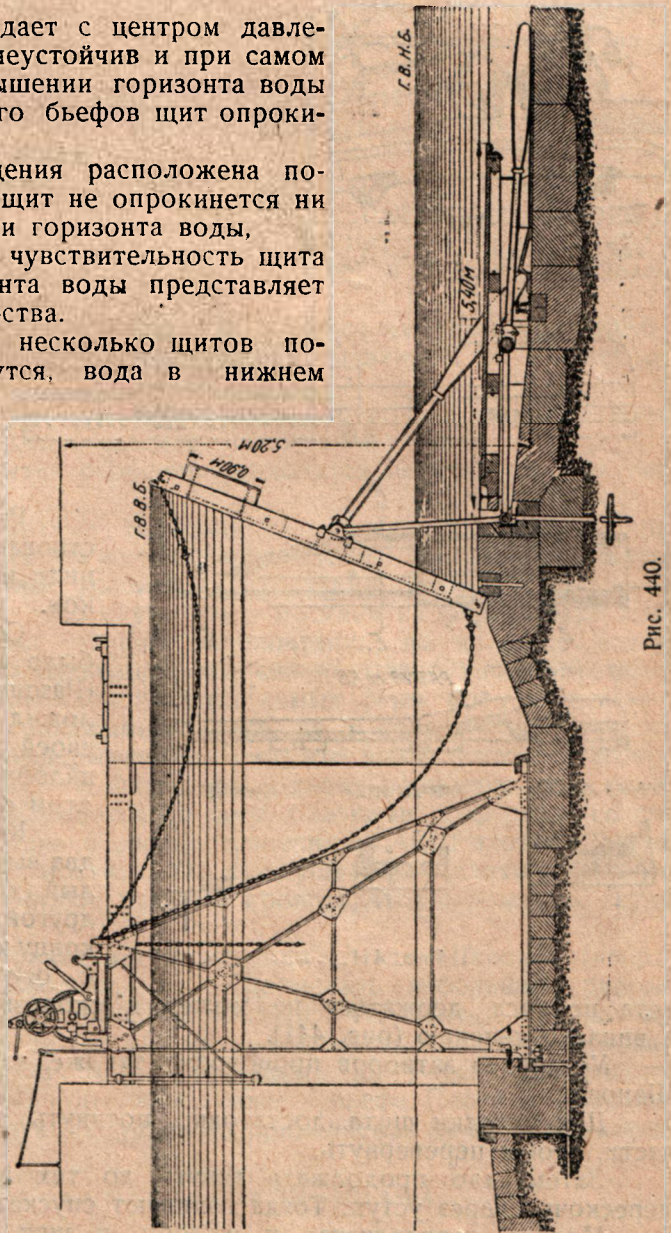 дает с центром давле-
неустойчив и при самом
ышении горизонта воды
го бьефов щит опроки-
дения расположена по-
щит не опрокинется ни
и горизонта воды,
чувствительность щита
нта воды представляет
ства.
несколько щитов по-
утся, вода в нижнем
Г.В.Н.Б.
5,40м
5,20м
Г.В.В.Б.
0,90м
Рис. 440.